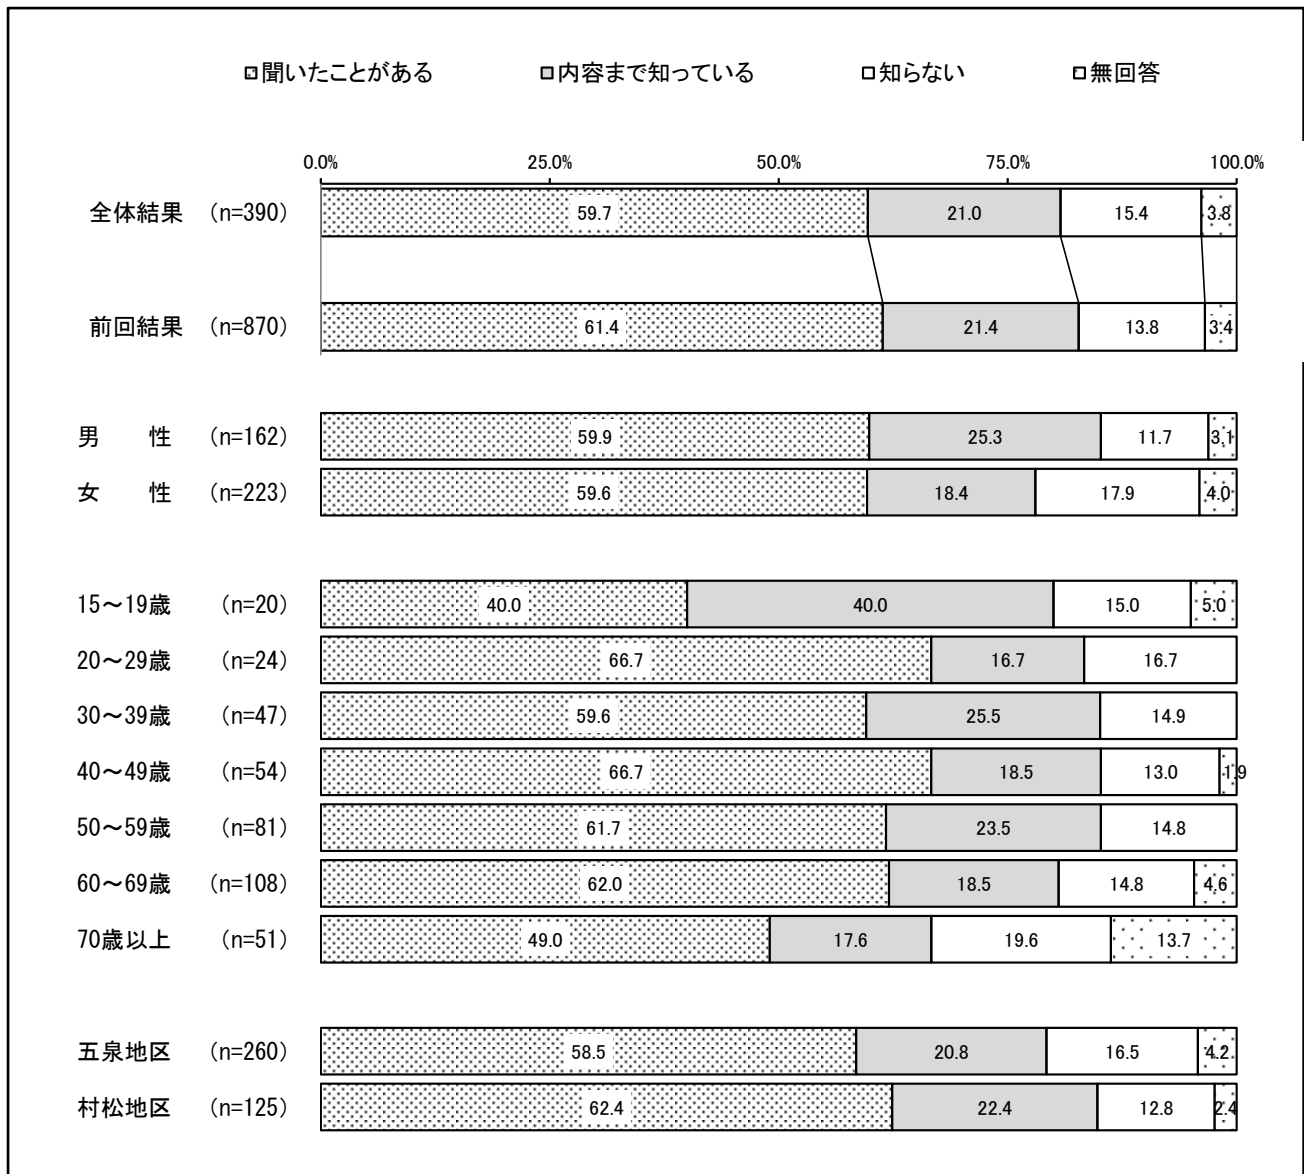 聞いたことがある 内容まで知っている 知らない 無回答
0.0% 25.0% 50.0% 75.0% 100.0%
全体結果 (n=390) 59.7 21.0 15.4 3.8
前回結果 (n=870) 61.4 21.4 13.8 3.4
男 性 (n=162) 59.9 25.3 11.7 3.1
女 性 (n=223) 59.6 18.4 17.9 4.0
15～19歳 (n=20) 40.0 40.0 15.0 5.0
20～29歳 (n=24) 66.7 16.7 16.7
30～39歳 (n=47) 59.6 25.5 14.9
40～49歳 (n=54) 66.7 18.5 13.0 1.9
50～59歳 (n=81) 61.7 23.5 14.8
60～69歳 (n=108) 62.0 18.5 14.8 4.6
70歳以上 (n=51) 49.0 17.6 19.6 13.7
五泉地区 (n=260) 58.5 20.8 16.5 4.2
村松地区 (n=125) 62.4 22.4 12.8 2.4